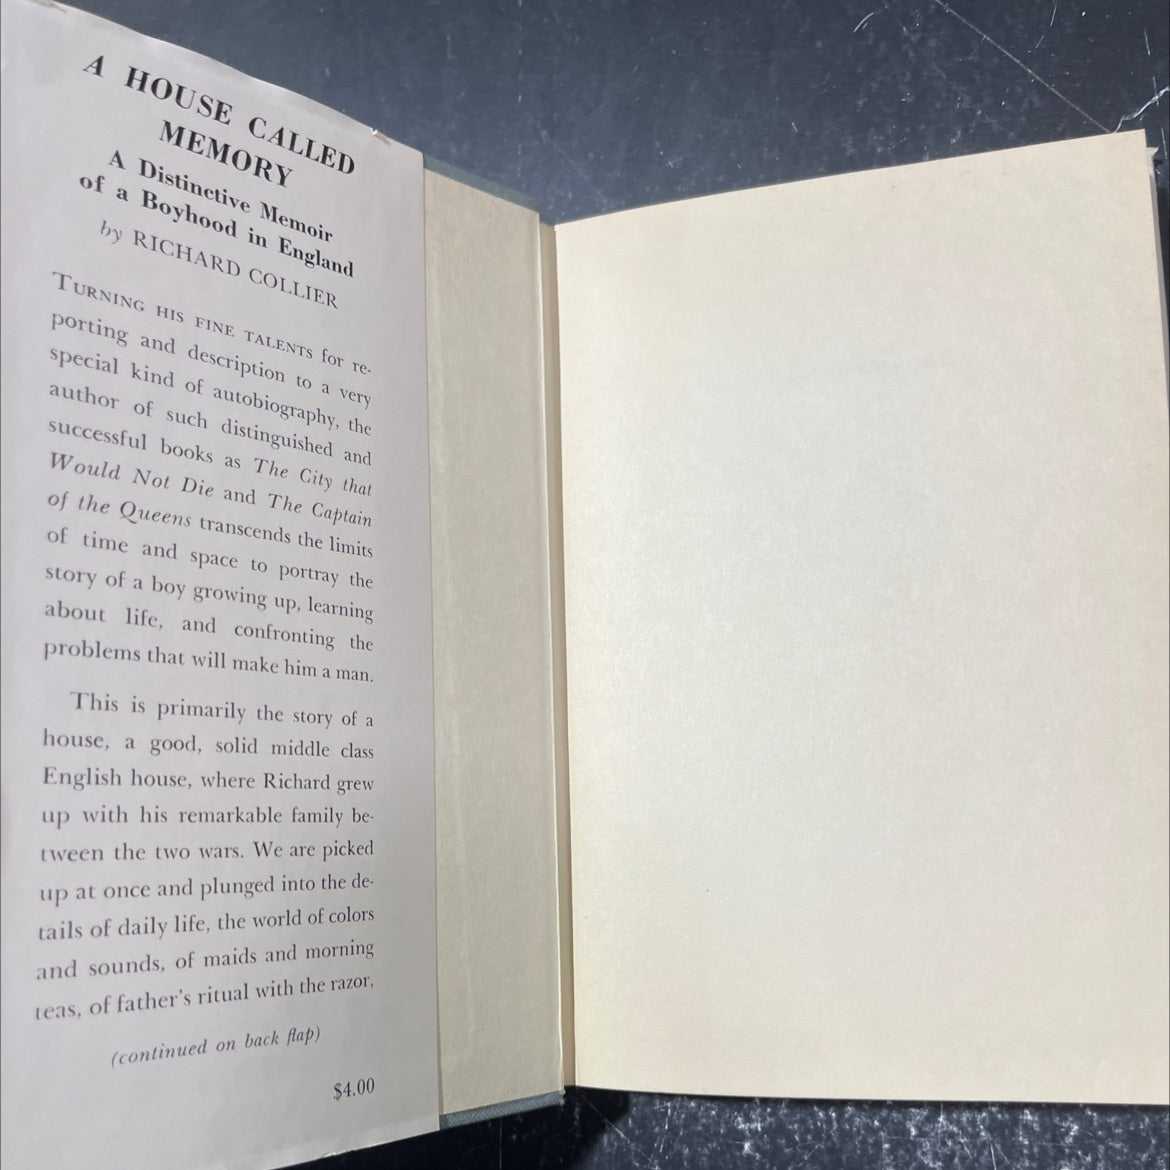 A HOUSE CALLED
MEMORY
A Distinctive Memoir
of a Boyhood in England
by RICHARD COLLIER
TURNING HIS FINE TALENTS for re-
porting and description to a very
special kind of autobiography, the
author of such distinguished and
successful books as The City that
Would Not Die and The Captain
of the Queens transcends the limits
of time and space to portray the
story of a boy growing up, learning
about life, and confronting the
problems that will make him a man.
This is primarily the story of a
house, a good, solid middle class
English house, where Richard grew
up with his remarkable family be-
tween the two wars. We are picked
up at once and plunged into the de-
tails of daily life, the world of colors
and sounds, of maids and morning
teas, of father's ritual with the razor,
(continued on back flap)
$4.00